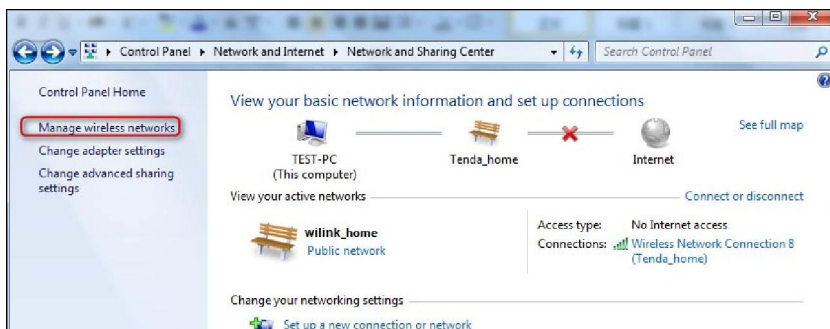 Control Panel ▸ Network and Internet ▸ Network and Sharing Center
Search Control Panel
Control Panel Home
Manage wireless networks
Change adapter settings
Change advanced sharing
settings
View your basic network information and set up connections
See full map
TEST-PC
(This computer)
Tenda_home
Internet
View your active networks
Connect or disconnect
wilink_home
Public network
Access type: No Internet access
Connections: Wireless Network Connection 8
(Tenda_home)
Change your networking settings
Set up a new connection or network